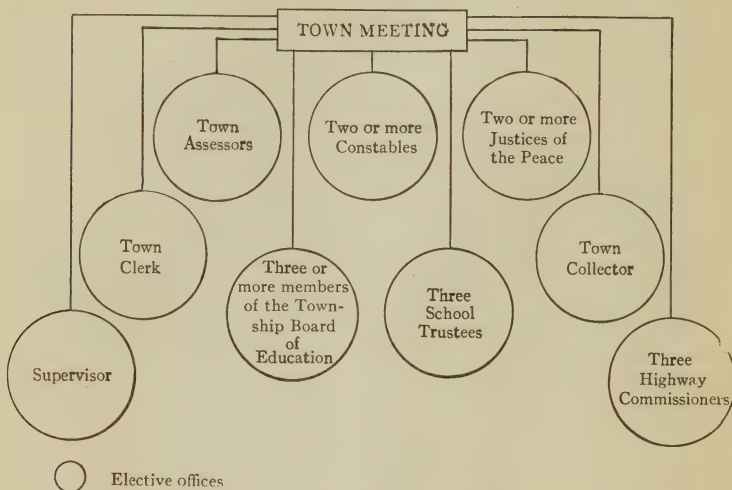 TOWN MEETING
Town
Assessors
Two or more
Constables
Two or more
Justices of
the Peace
Town
Clerk
Three or
more members
of the Town-
ship Board
of
Education
Three
School
Trustees
Town
Collector
Supervisor
Three
Highway
Commissioners
Elective offices